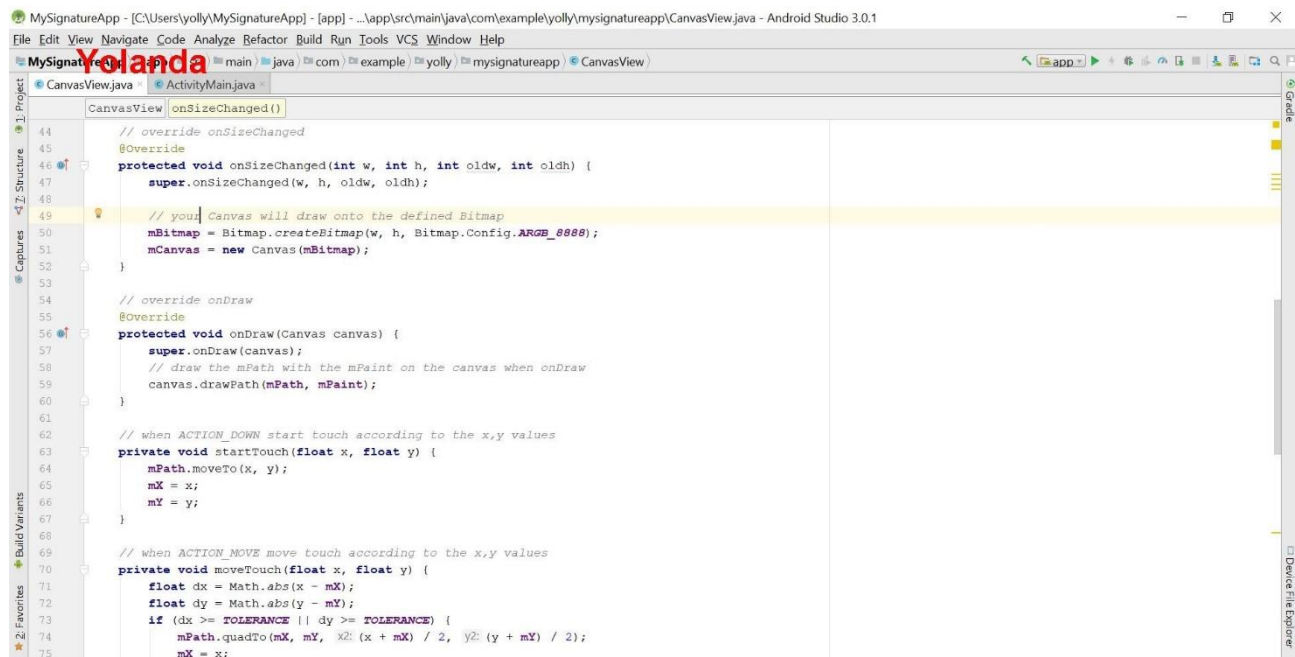 MySignatureApp - [C:\Users\yolly\MySignatureApp] - [app] - ...\app\src\main\java\com\example\yolly\mysignatureapp\CanvasView.java - Android Studio 3.0.1
File Edit View Navigate Code Analyze Refactor Build Run Tools VCS Window Help
Yolanda
main java com example yolly mysignatureapp CanvasView
app
CanvasView.java ActivityMain.java
CanvasView onSizeChanged()
1: Project
7: Structure
Captures
Build Variants
2: Favorites
Gradle
Device File Explorer
44 // override onSizeChanged
45 @Override
46 protected void onSizeChanged(int w, int h, int oldw, int oldh) {
47 super.onSizeChanged(w, h, oldw, oldh);
48
49 // your Canvas will draw onto the defined Bitmap
50 mBitmap = Bitmap.createBitmap(w, h, Bitmap.Config.ARGB_8888);
51 mCanvas = new Canvas(mBitmap);
52 }
53
54 // override onDraw
55 @Override
56 protected void onDraw(Canvas canvas) {
57 super.onDraw(canvas);
58 // draw the mPath with the mPaint on the canvas when onDraw
59 canvas.drawPath(mPath, mPaint);
60 }
61
62 // when ACTION_DOWN start touch according to the x,y values
63 private void startTouch(float x, float y) {
64 mPath.moveTo(x, y);
65 mX = x;
66 mY = y;
67 }
68
69 // when ACTION_MOVE move touch according to the x,y values
70 private void moveTouch(float x, float y) {
71 float dx = Math.abs(x - mX);
72 float dy = Math.abs(y - mY);
73 if (dx >= TOLERANCE || dy >= TOLERANCE) {
74 mPath.quadTo(mX, mY, x2: (x + mX) / 2, y2: (y + mY) / 2);
75 mX = x;